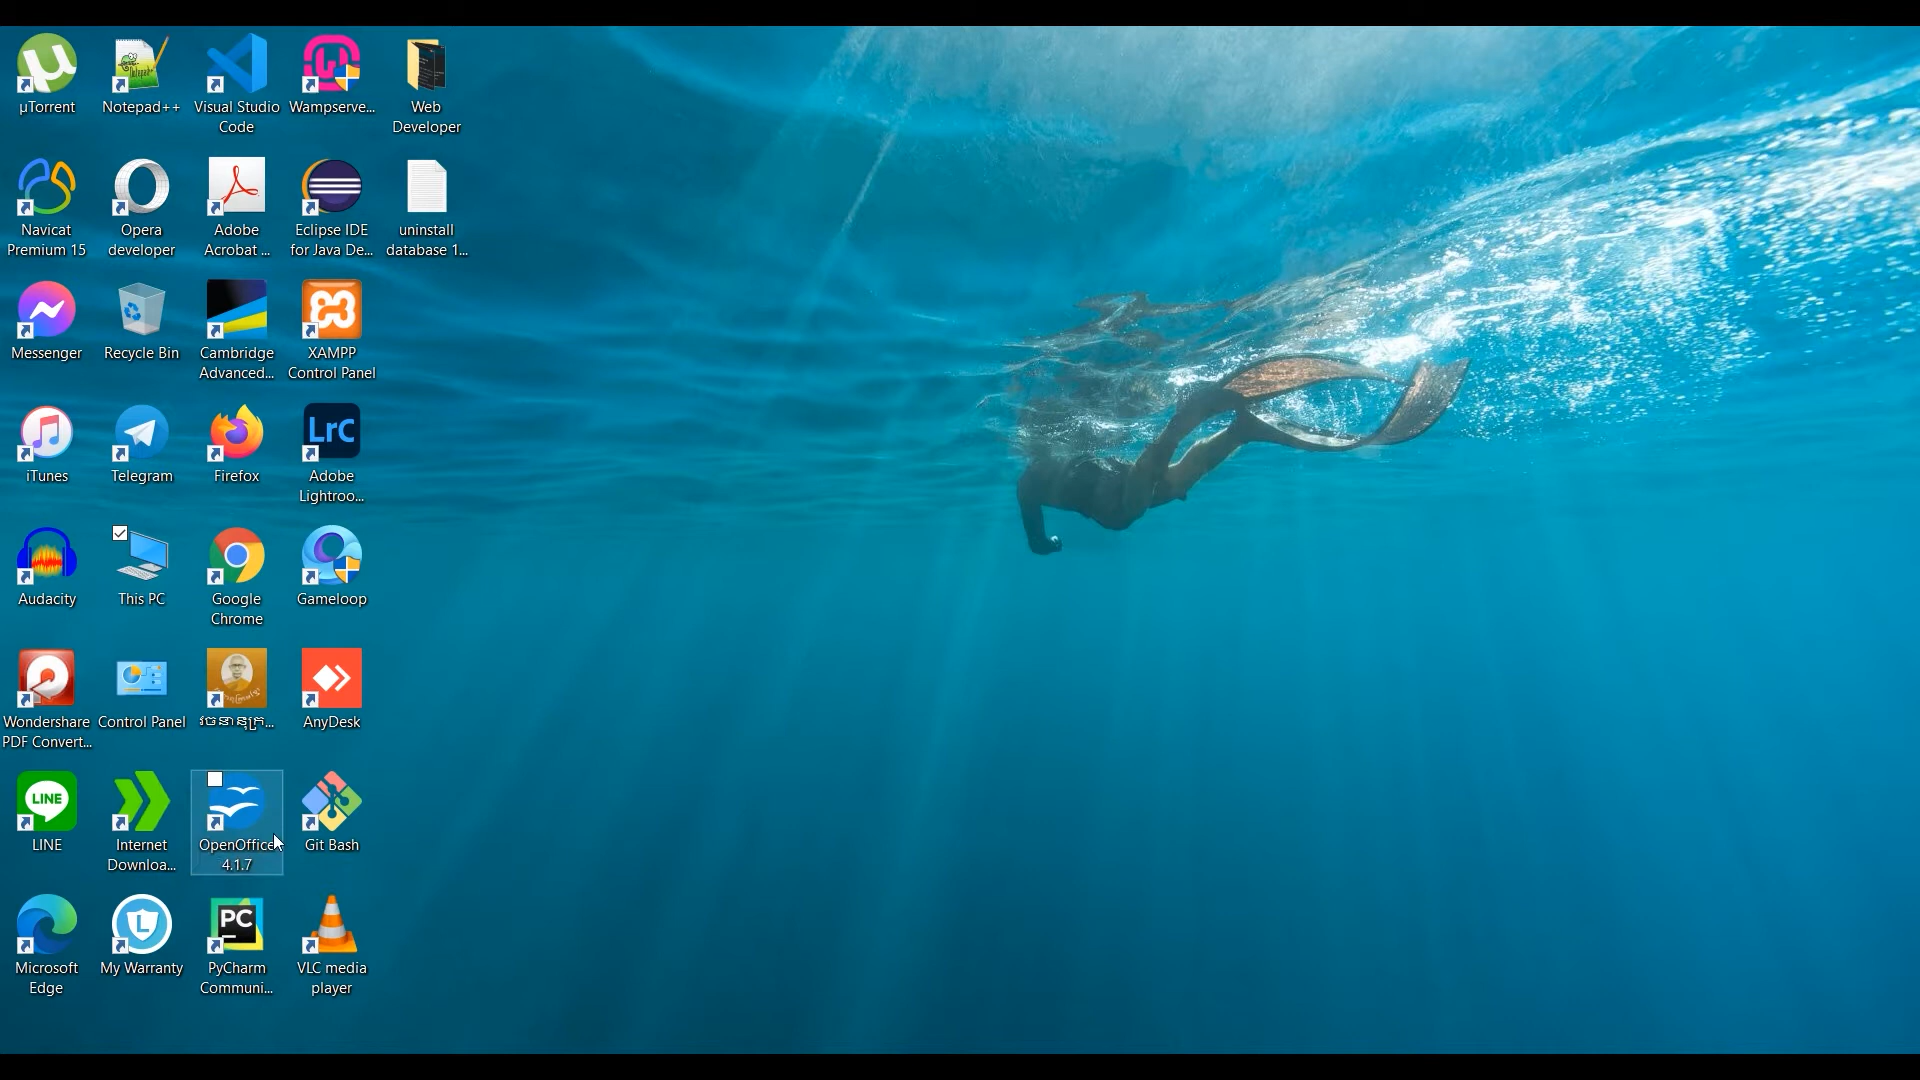 µTorrent
Notepad++
Visual Studio
Code
Wampserve...
Web
Developer
Navicat
Premium 15
Opera
developer
Adobe
Acrobat ...
Eclipse IDE
for Java De...
uninstall
database 1...
Messenger
Recycle Bin
Cambridge
Advanced...
XAMPP
Control Panel
iTunes
Telegram
Firefox
LrC
Adobe
Lightroo...
Audacity
This PC
Google
Chrome
Gameloop
Wondershare
PDF Convert...
Control Panel
វចនានុក្រ...
AnyDesk
LINE
LINE
Internet
Downloa...
OpenOffice
4.1.7
Git Bash
Microsoft
Edge
My Warranty
PC
PyCharm
Communi...
VLC media
player